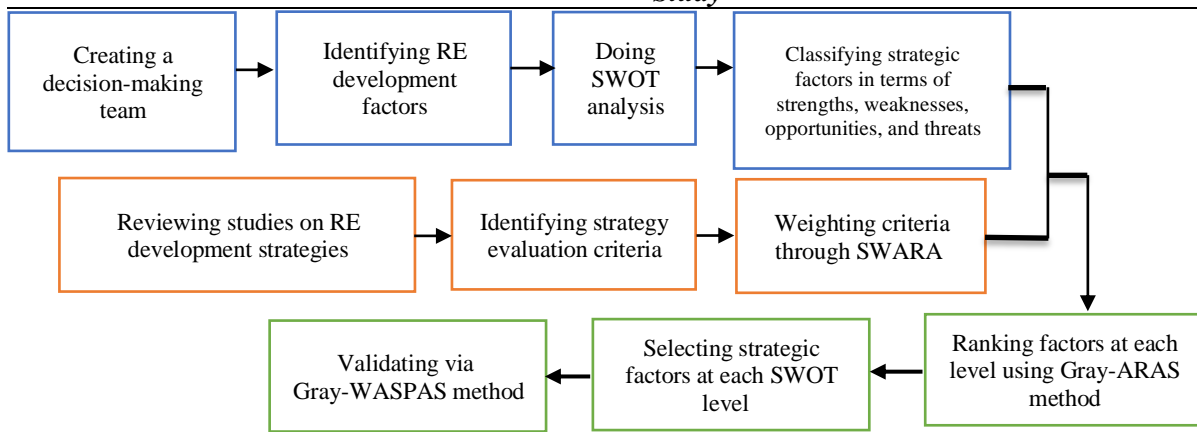 Study
Creating a
decision-making
team
Identifying RE
development
factors
Doing
SWOT
analysis
Classifying strategic
factors in terms of
strengths, weaknesses,
opportunities, and threats
Reviewing studies on RE
development strategies
Identifying strategy
evaluation criteria
Weighting criteria
through SWARA
Validating via
Gray-WASPAS method
Selecting strategic
factors at each SWOT
level
Ranking factors at each
level using Gray-ARAS
method